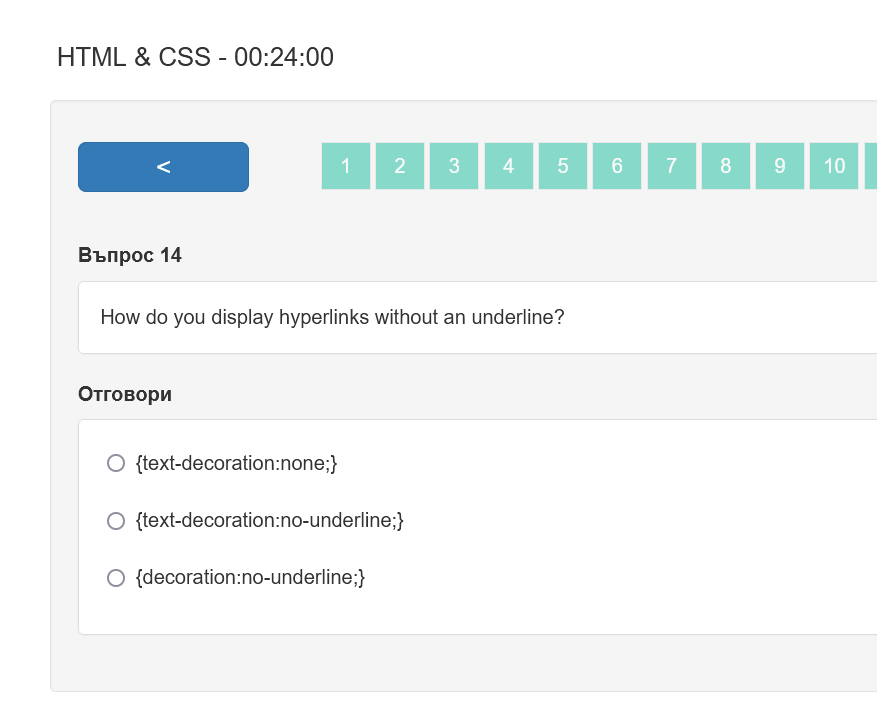 HTML & CSS - 00:24:00
< 1 2 3 4 5 6 7 8 9 10
Въпрос 14
How do you display hyperlinks without an underline?
Отговори
{text-decoration:none;}
{text-decoration:no-underline;}
{decoration:no-underline;}